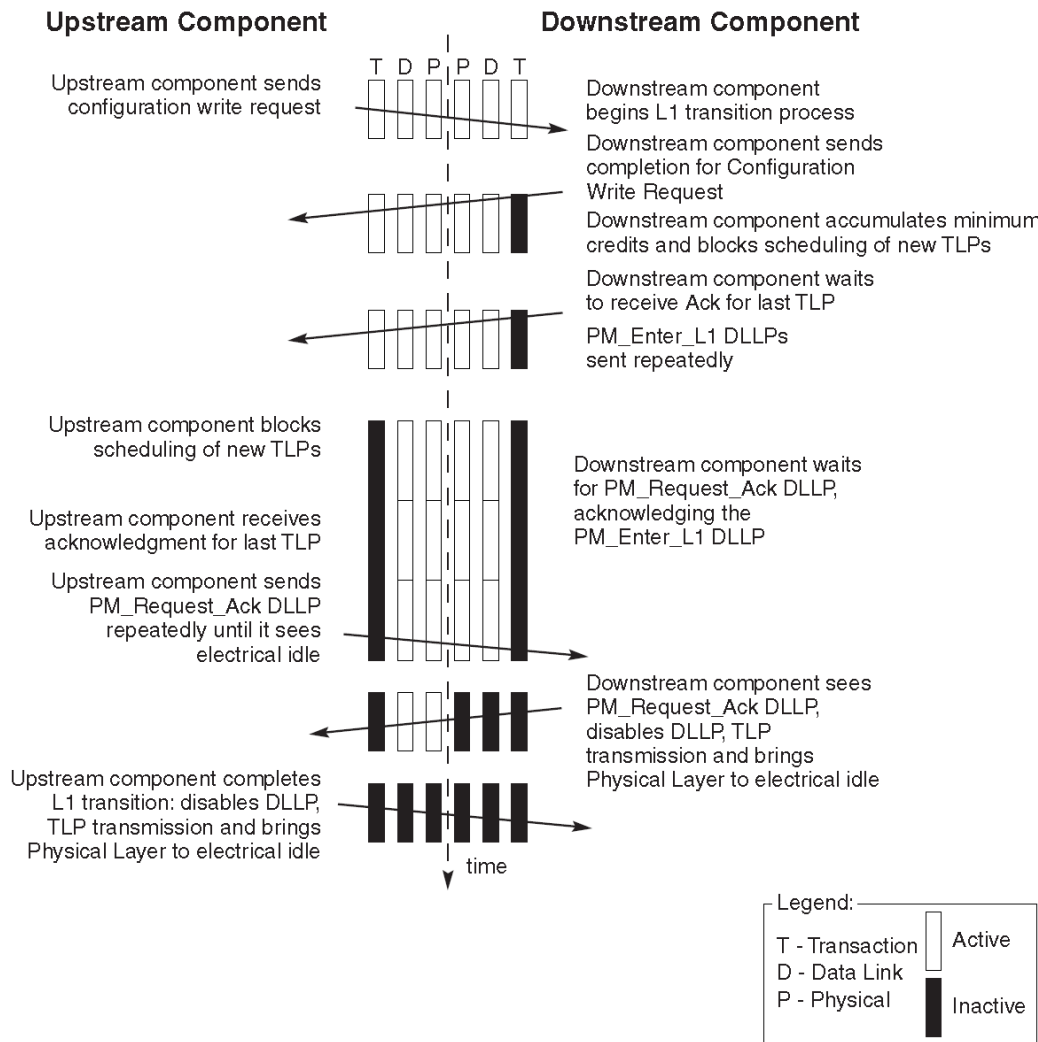 Upstream Component
Downstream Component
T D P P D T
Upstream component sends
configuration write request
Downstream component
begins L1 transition process
Downstream component sends
completion for Configuration
Write Request
Downstream component accumulates minimum
credits and blocks scheduling of new TLPs
Downstream component waits
to receive Ack for last TLP
PM_Enter_L1 DLLPs
sent repeatedly
Upstream component blocks
scheduling of new TLPs
Downstream component waits
for PM_Request_Ack DLLP,
acknowledging the
PM_Enter_L1 DLLP
Upstream component receives
acknowledgment for last TLP
Upstream component sends
PM_Request_Ack DLLP
repeatedly until it sees
electrical idle
Downstream component sees
PM_Request_Ack DLLP,
disables DLLP, TLP
transmission and brings
Physical Layer to electrical idle
Upstream component completes
L1 transition: disables DLLP,
TLP transmission and brings
Physical Layer to electrical idle
time
Legend:
T - Transaction
D - Data Link
P - Physical
Active
Inactive